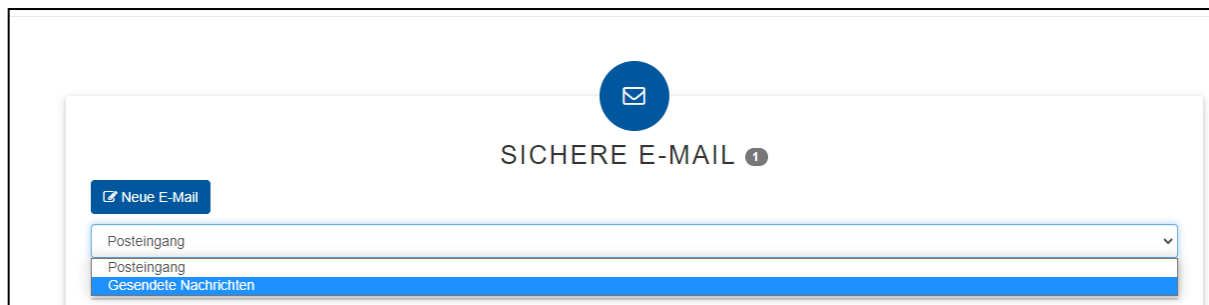 SICHERE E-MAIL 1
Neue E-Mail
Posteingang
Posteingang
Gesendete Nachrichten